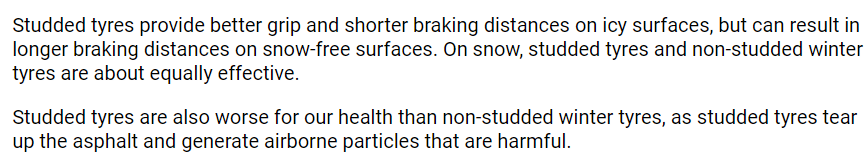 Studded tyres provide better grip and shorter braking distances on icy surfaces, but can result in
longer braking distances on snow-free surfaces. On snow, studded tyres and non-studded winter
tyres are about equally effective.
Studded tyres are also worse for our health than non-studded winter tyres, as studded tyres tear
up the asphalt and generate airborne particles that are harmful.